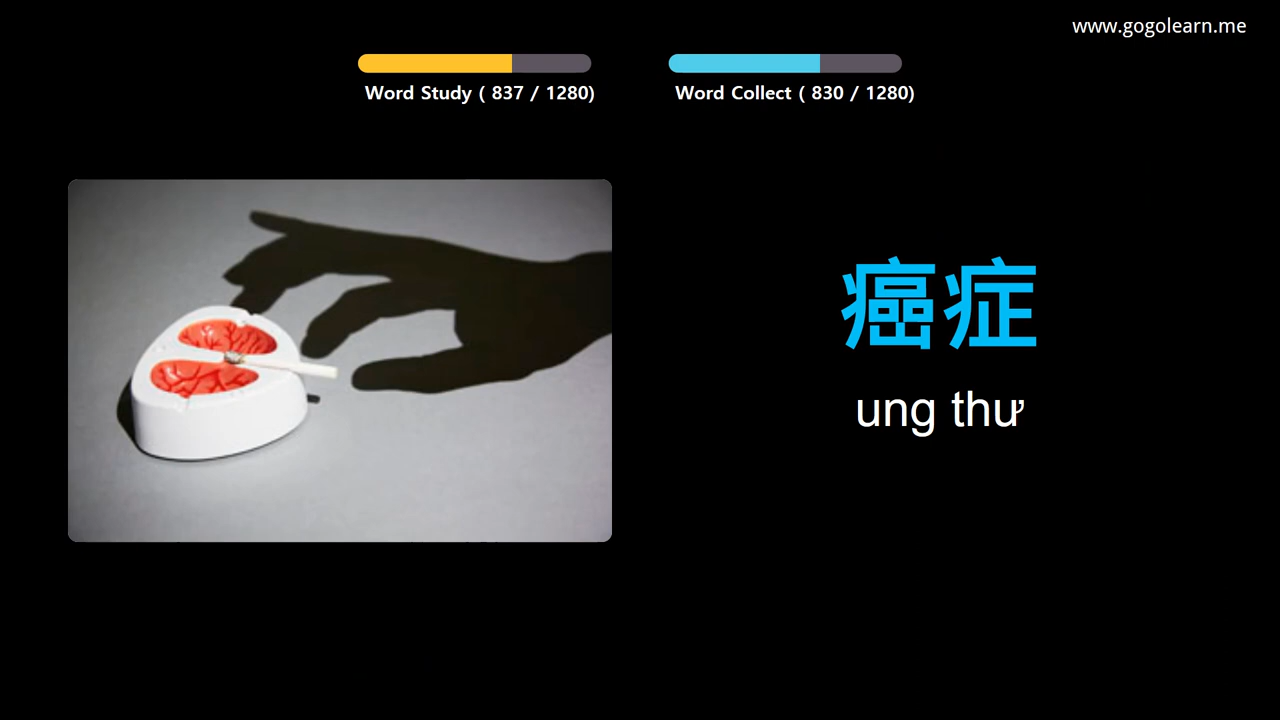 www.gogolearn.me
Word Study ( 837 / 1280)
Word Collect ( 830 / 1280)
癌症
ung thư